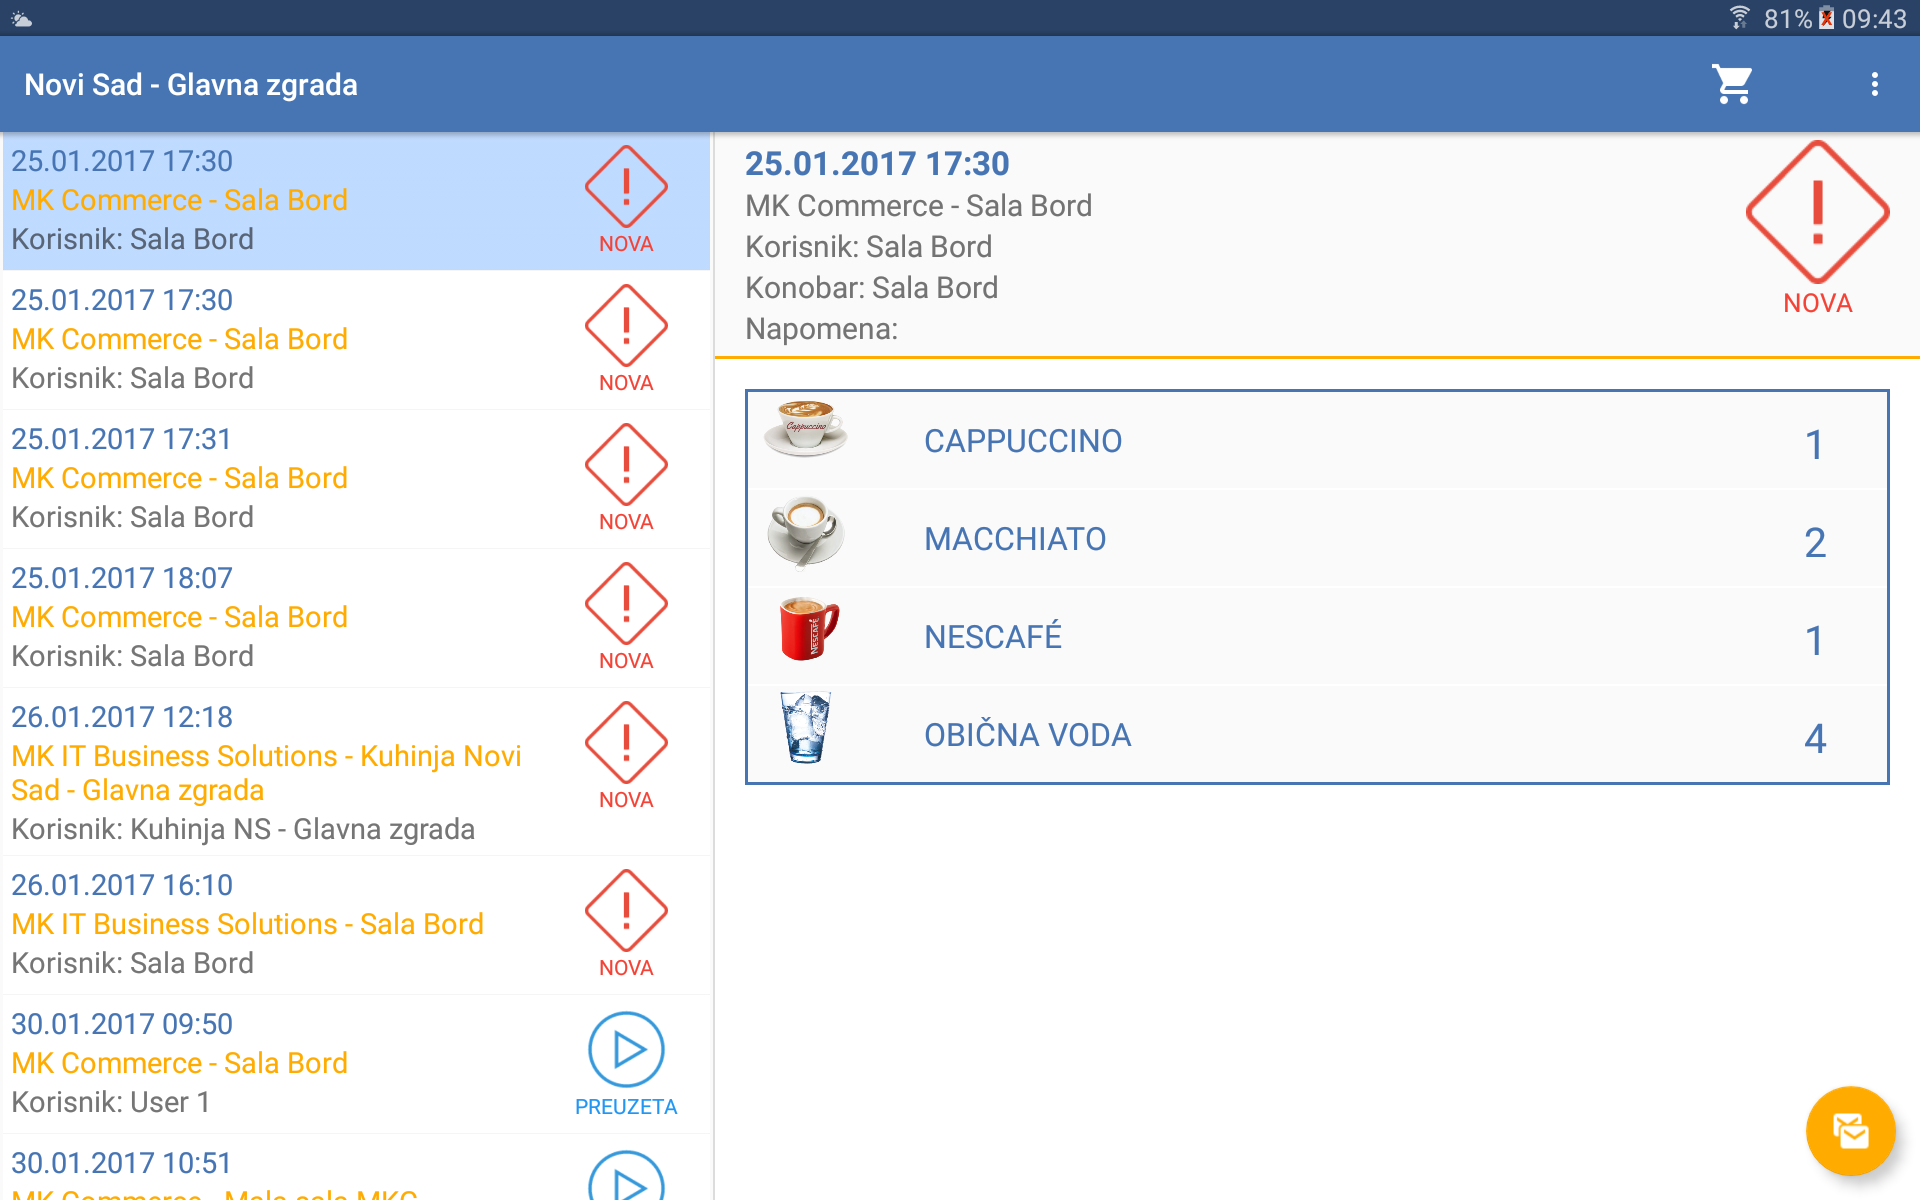 81% 09:43
Novi Sad - Glavna zgrada
25.01.2017 17:30
MK Commerce - Sala Bord
Korisnik: Sala Bord
NOVA
25.01.2017 17:30
MK Commerce - Sala Bord
Korisnik: Sala Bord
NOVA
25.01.2017 17:31
MK Commerce - Sala Bord
Korisnik: Sala Bord
NOVA
25.01.2017 18:07
MK Commerce - Sala Bord
Korisnik: Sala Bord
NOVA
26.01.2017 12:18
MK IT Business Solutions - Kuhinja Novi
Sad - Glavna zgrada
Korisnik: Kuhinja NS - Glavna zgrada
NOVA
26.01.2017 16:10
MK IT Business Solutions - Sala Bord
Korisnik: Sala Bord
NOVA
30.01.2017 09:50
MK Commerce - Sala Bord
Korisnik: User 1
PREUZETA
30.01.2017 10:51
MK Commerce - Mala sala MKC
25.01.2017 17:30
MK Commerce - Sala Bord
Korisnik: Sala Bord
Konobar: Sala Bord
Napomena:
NOVA
Cappuccino
CAPPUCCINO 1
MACCHIATO 2
NESCAFÉ
NESCAFÉ 1
OBIČNA VODA 4